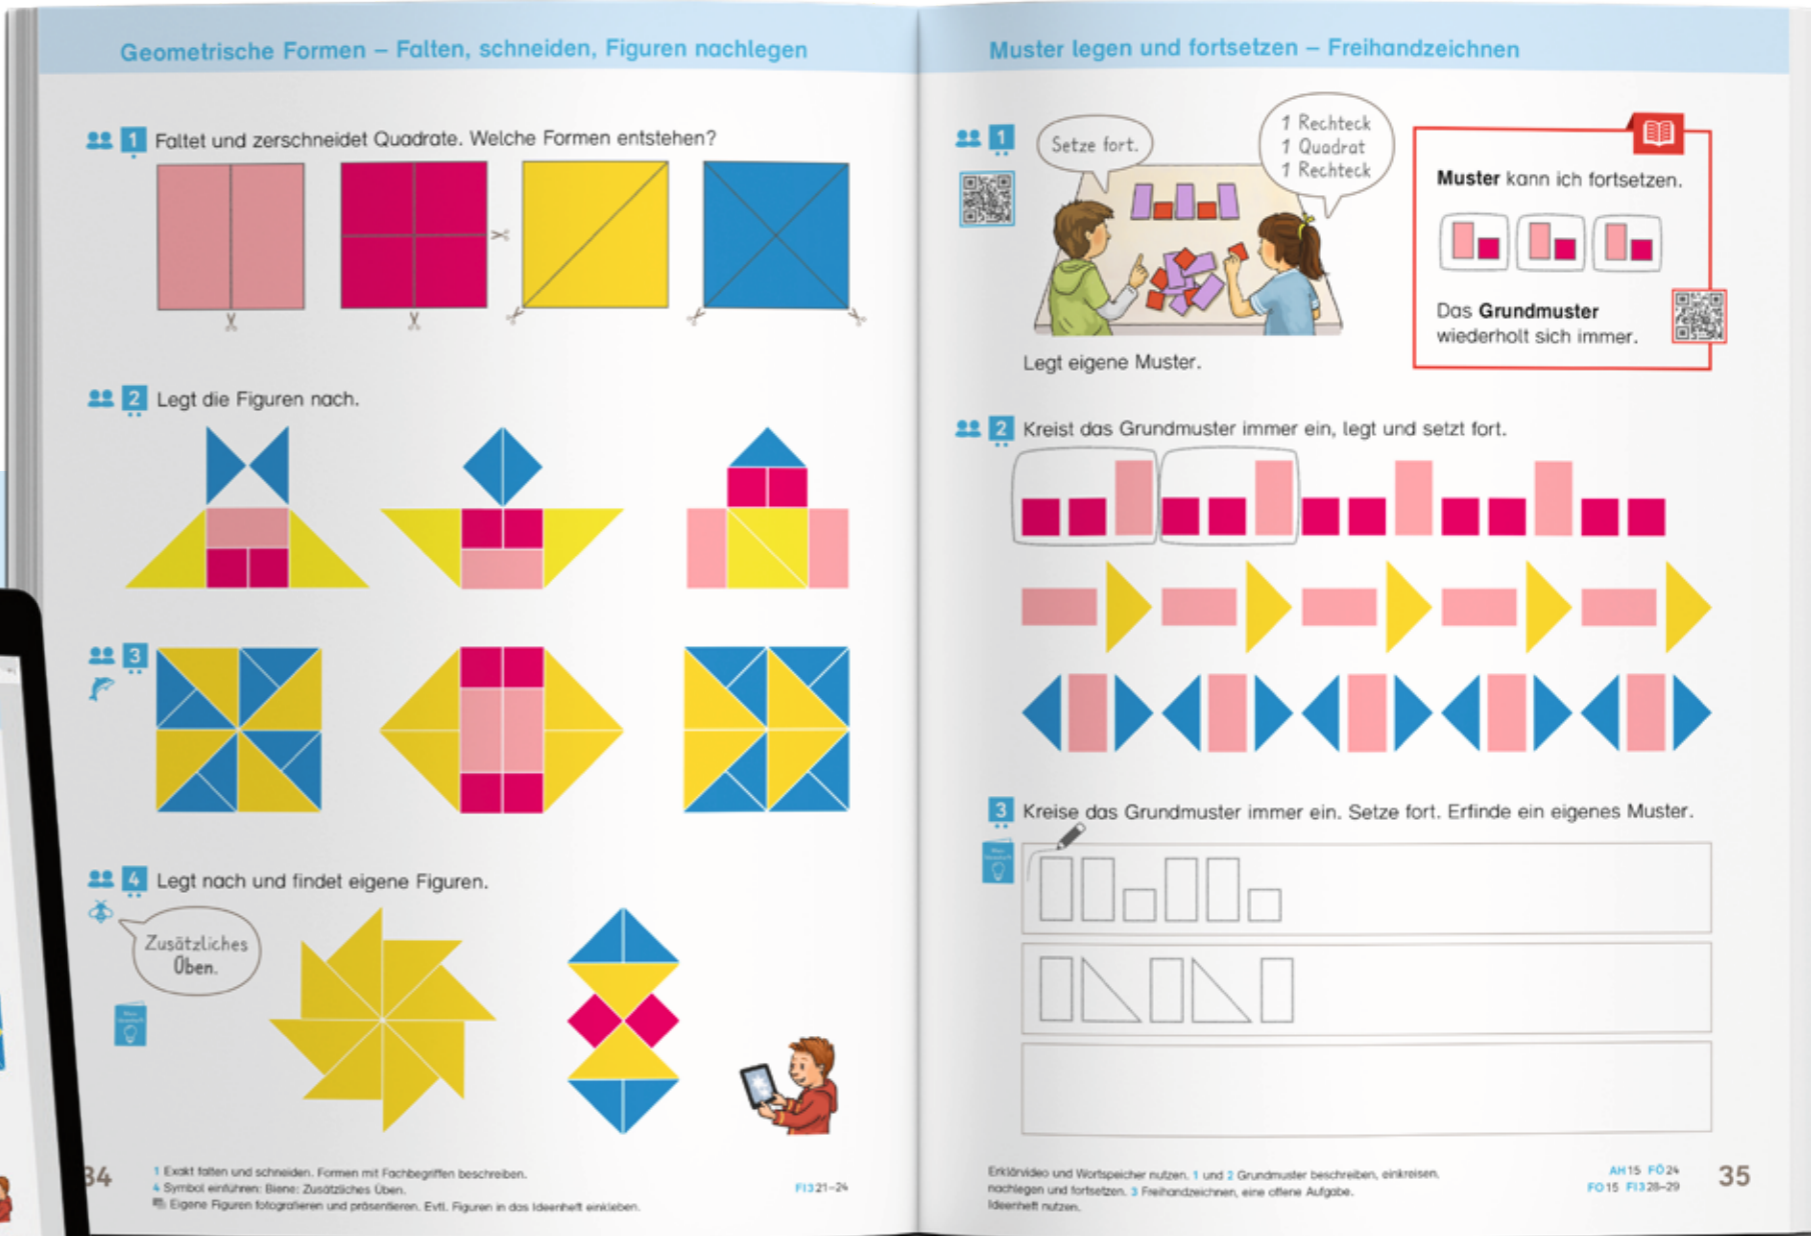 Geometrische Formen – Falten, schneiden, Figuren nachlegen
1 Faltet und zerschneidet Quadrate. Welche Formen entstehen?
2 Legt die Figuren nach.
3
4 Legt nach und findet eigene Figuren.
Zusätzliches
Üben.
34
1 Exakt falten und schneiden. Formen mit Fachbegriffen beschreiben.
4 Symbol einführen: Biene: Zusätzliches Üben.
Eigene Figuren fotografieren und präsentieren. Evtl. Figuren in das Ideenheft einkleben.
FI3 21–24
Muster legen und fortsetzen – Freihandzeichnen
1
Setze fort.
1 Rechteck
1 Quadrat
1 Rechteck
Legt eigene Muster.
Muster kann ich fortsetzen.
Das Grundmuster
wiederholt sich immer.
2 Kreist das Grundmuster immer ein, legt und setzt fort.
3 Kreise das Grundmuster immer ein. Setze fort. Erfinde ein eigenes Muster.
Erklärvideo und Wortspeicher nutzen. 1 und 2 Grundmuster beschreiben, einkreisen,
nachlegen und fortsetzen. 3 Freihandzeichnen, eine offene Aufgabe.
Ideenheft nutzen.
AH 15 FÖ 24
FO 15 FI3 28–29
35